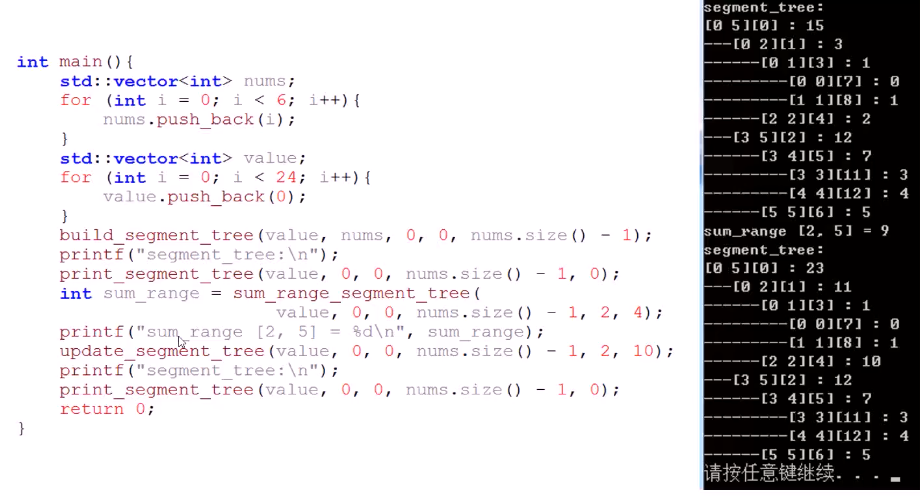 int main(){
std::vector<int> nums;
for (int i = 0; i < 6; i++){
nums.push_back(i);
}
std::vector<int> value;
for (int i = 0; i < 24; i++){
value.push_back(0);
}
build_segment_tree(value, nums, 0, 0, nums.size() - 1);
printf("segment_tree:\n");
print_segment_tree(value, 0, 0, nums.size() - 1, 0);
int sum_range = sum_range_segment_tree(
value, 0, 0, nums.size() - 1, 2, 4);
printf("sum_range [2, 5] = %d\n", sum_range);
update_segment_tree(value, 0, 0, nums.size() - 1, 2, 10);
printf("segment_tree:\n");
print_segment_tree(value, 0, 0, nums.size() - 1, 0);
return 0;
}
segment_tree:
[0 5][0] : 15
---[0 2][1] : 3
------[0 1][3] : 1
---------[0 0][7] : 0
---------[1 1][8] : 1
------[2 2][4] : 2
---[3 5][2] : 12
------[3 4][5] : 7
---------[3 3][11] : 3
---------[4 4][12] : 4
------[5 5][6] : 5
sum_range [2, 5] = 9
segment_tree:
[0 5][0] : 23
---[0 2][1] : 11
------[0 1][3] : 1
---------[0 0][7] : 0
---------[1 1][8] : 1
------[2 2][4] : 10
---[3 5][2] : 12
------[3 4][5] : 7
---------[3 3][11] : 3
---------[4 4][12] : 4
------[5 5][6] : 5
请按任意键继续. . . _